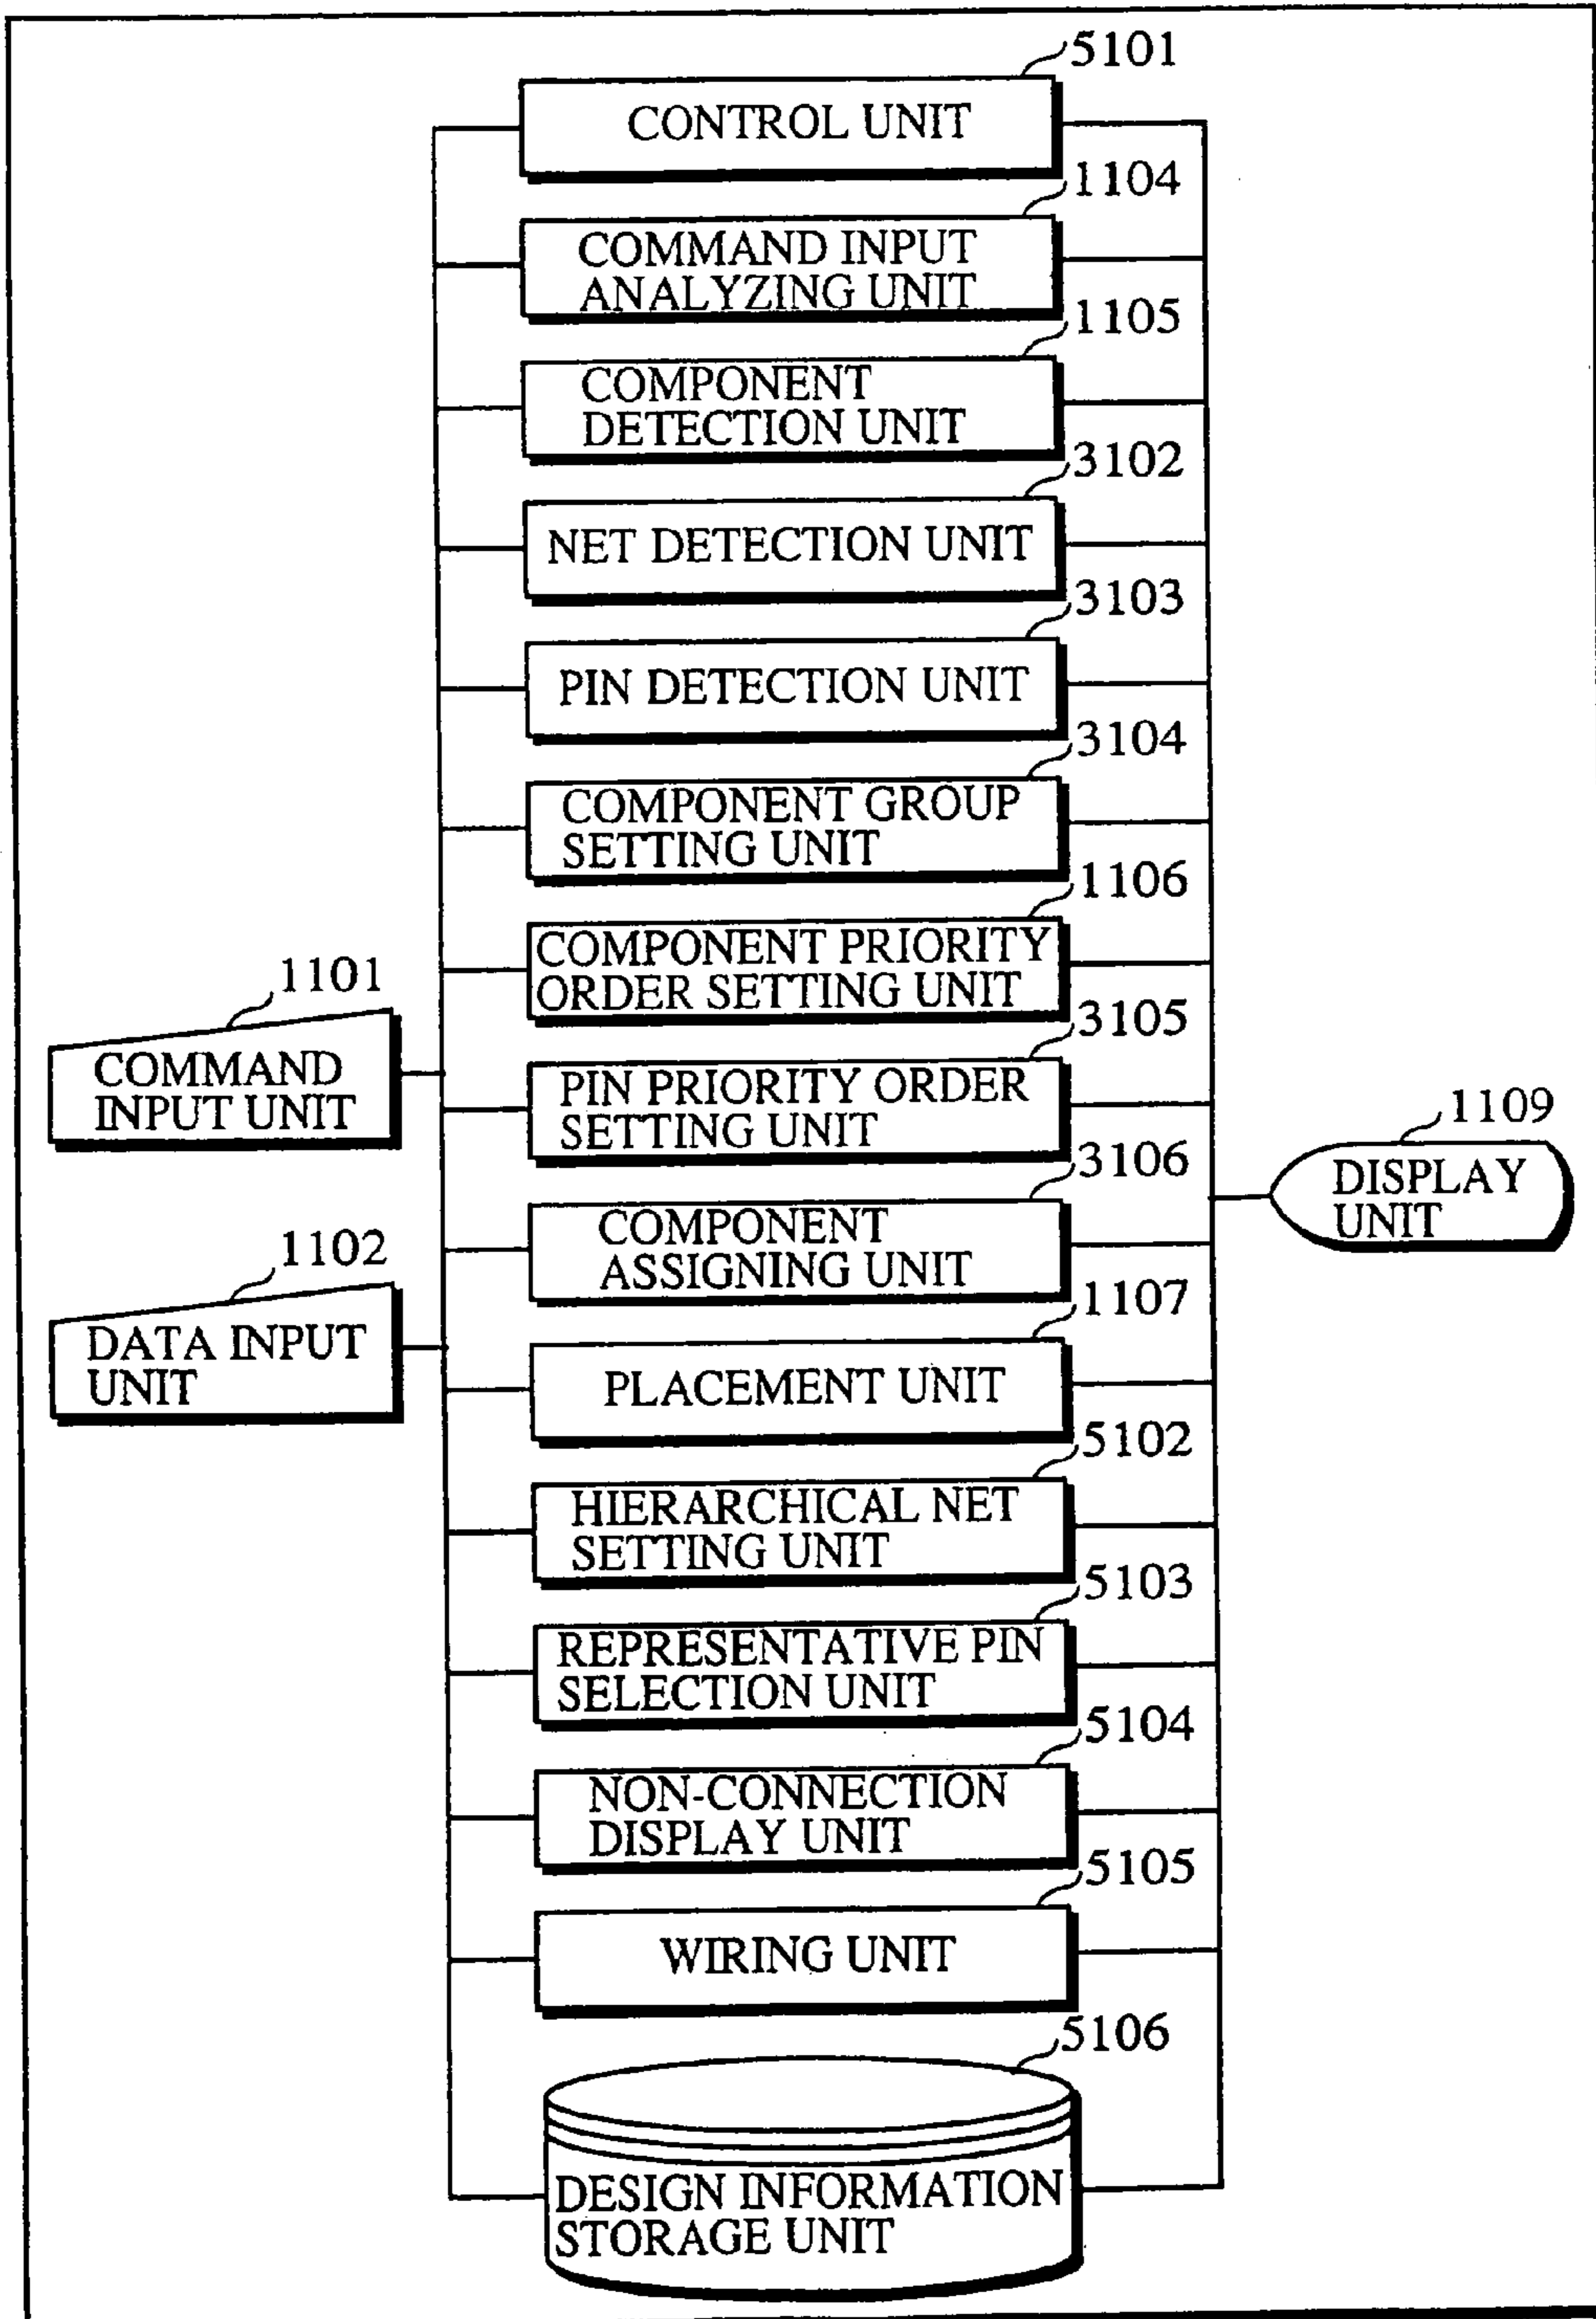 5101
CONTROL UNIT
1104
COMMAND INPUT
ANALYZING UNIT
1105
COMPONENT
DETECTION UNIT
3102
NET DETECTION UNIT
3103
PIN DETECTION UNIT
3104
COMPONENT GROUP
SETTING UNIT
1106
COMPONENT PRIORITY
ORDER SETTING UNIT
1101
COMMAND
INPUT UNIT
3105
PIN PRIORITY ORDER
SETTING UNIT
1109
DISPLAY
UNIT
3106
COMPONENT
ASSIGNING UNIT
1102
DATA INPUT
UNIT
1107
PLACEMENT UNIT
5102
HIERARCHICAL NET
SETTING UNIT
5103
REPRESENTATIVE PIN
SELECTION UNIT
5104
NON-CONNECTION
DISPLAY UNIT
5105
WIRING UNIT
5106
DESIGN INFORMATION
STORAGE UNIT